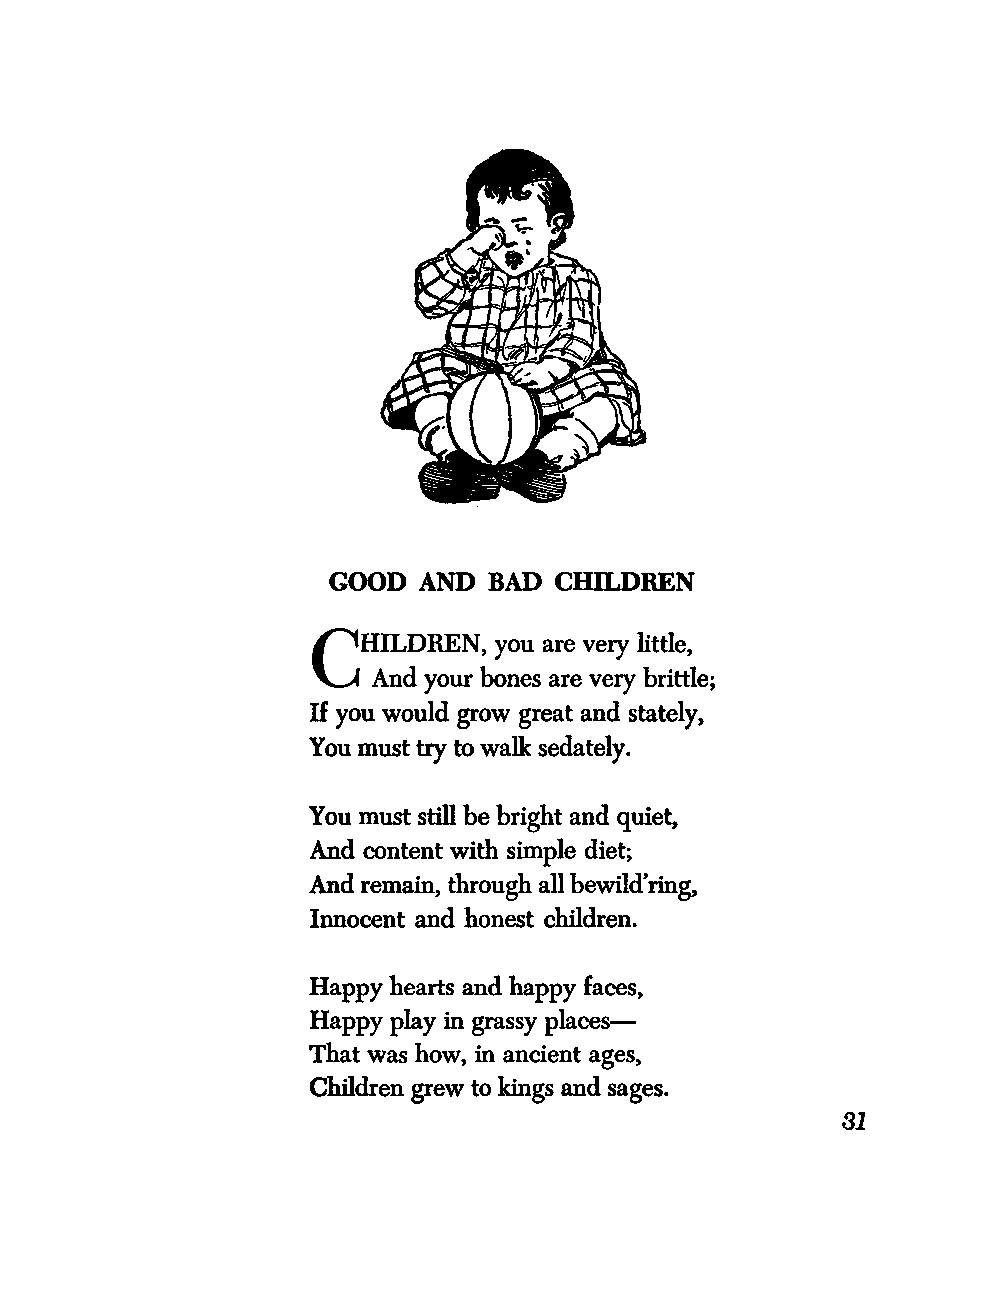 GOOD AND BAD CHILDREN
CHILDREN, you are very little,
And your bones are very brittle;
If you would grow great and stately,
You must try to walk sedately.
You must still be bright and quiet,
And content with simple diet;
And remain, through all bewild'ring,
Innocent and honest children.
Happy hearts and happy faces,
Happy play in grassy places—
That was how, in ancient ages,
Children grew to kings and sages.
31